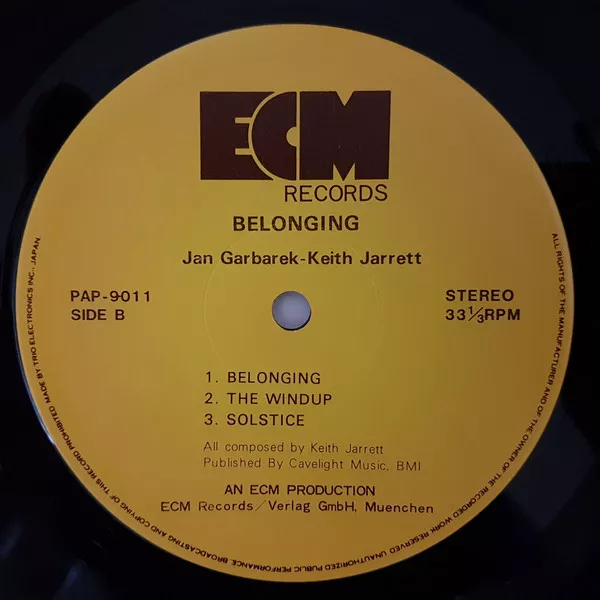 ECM
RECORDS
BELONGING
Jan Garbarek-Keith Jarrett
PAP-9011
SIDE B
STEREO
33⅓RPM
1. BELONGING
2. THE WINDUP
3. SOLSTICE
All composed by Keith Jarrett
Published By Cavelight Music, BMI
AN ECM PRODUCTION
ECM Records/Verlag GmbH, Muenchen
ALL RIGHTS OF THE MANUFACTURER AND OF THE OWNER OF THE RECORDED WORK RESERVED UNAUTHORIZED PUBLIC PERFORMANCE BROADCASTING AND COPYING OF THIS RECORD PROHIBITED MADE BY TRIO ELECTRONICS INC., JAPAN.